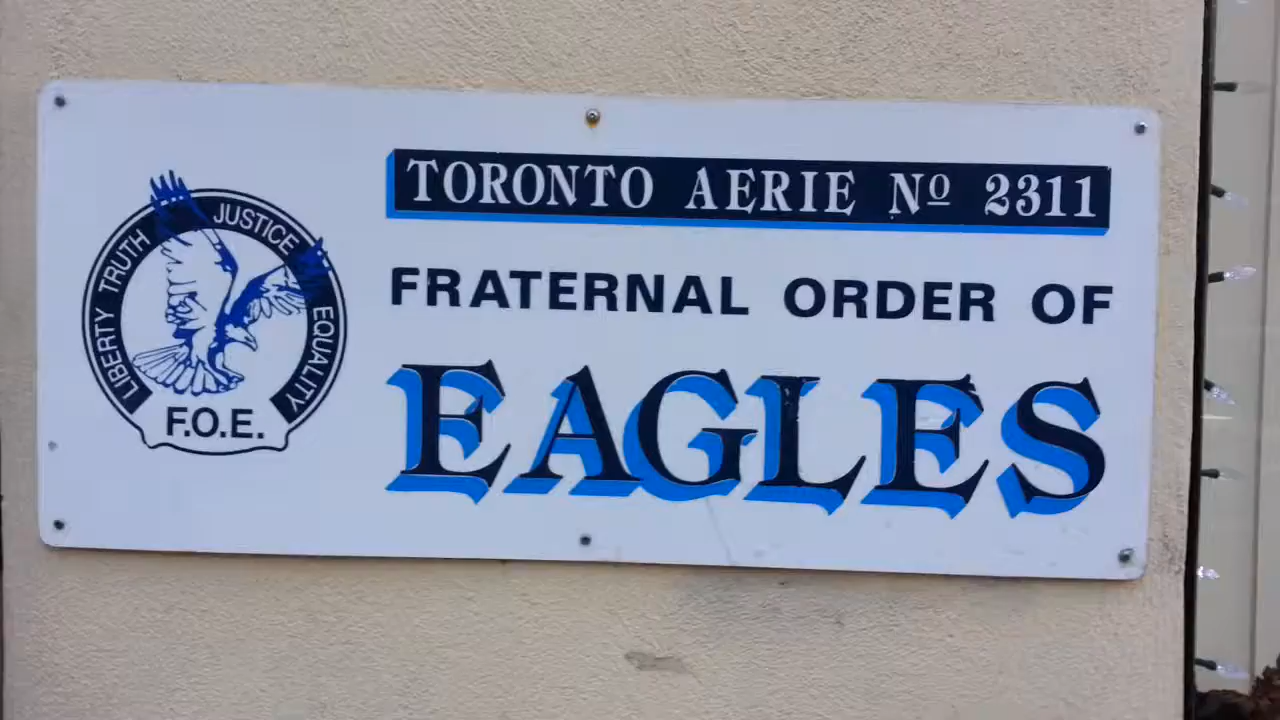 TORONTO AERIE Nº 2311
FRATERNAL ORDER OF
EAGLES
LIBERTY TRUTH JUSTICE EQUALITY
F.O.E.